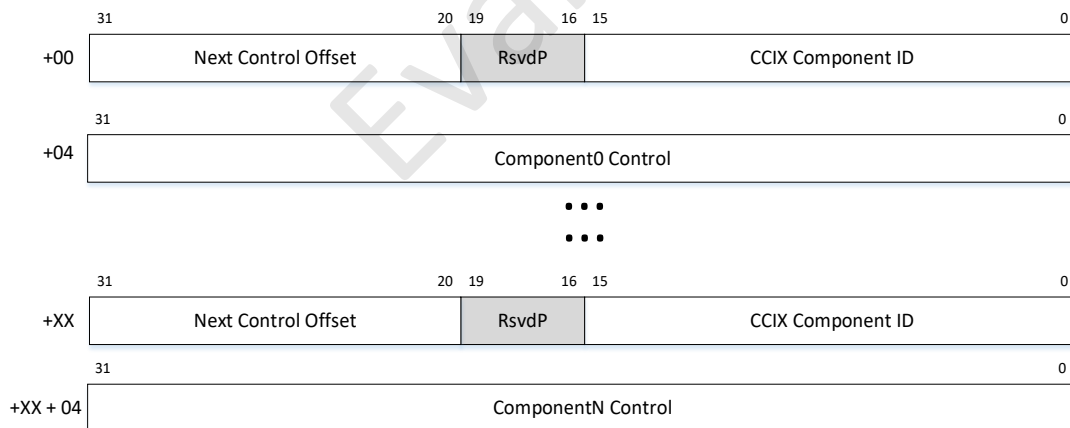 31 20 19 16 15 0
+00 Next Control Offset RsvdP CCIX Component ID
31 0
+04 Component0 Control
...
...
31 20 19 16 15 0
+XX Next Control Offset RsvdP CCIX Component ID
31 0
+XX + 04 ComponentN Control